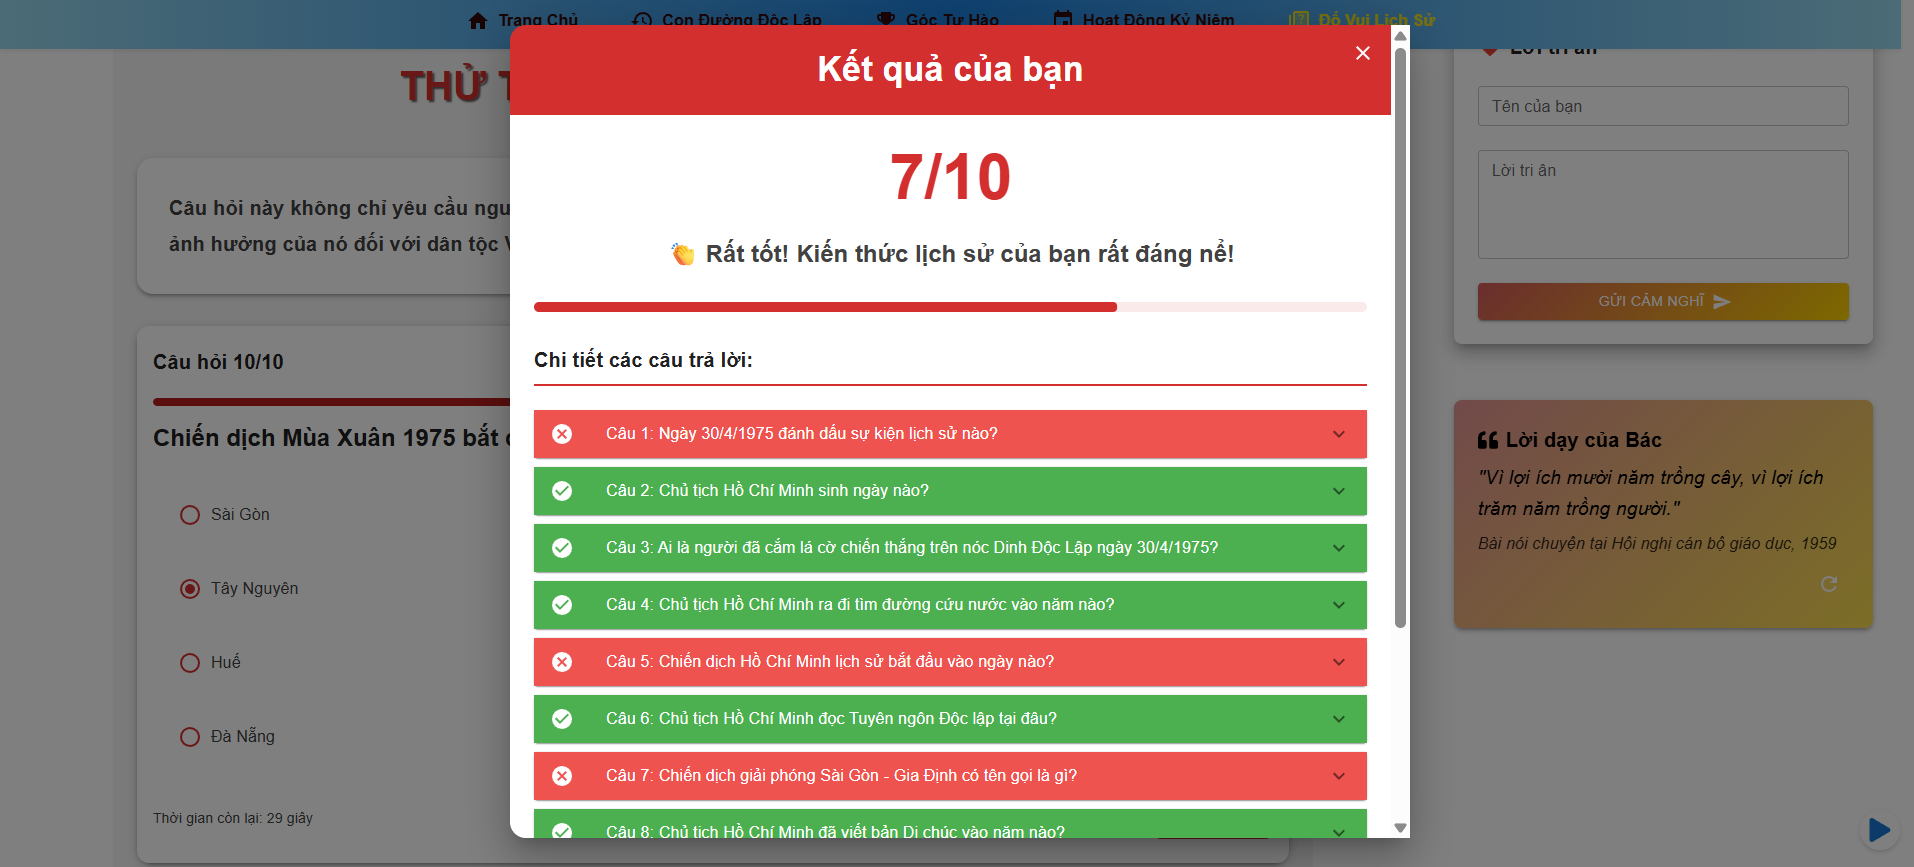 Trang Chủ
Con Đường Độc Lập
Góc Tự Hào
Hoạt Động Kỷ Niệm
Đố Vui Lịch Sử
THỬ T
Câu hỏi này không chỉ yêu cầu ngu
ảnh hưởng của nó đối với dân tộc V
Câu hỏi 10/10
Chiến dịch Mùa Xuân 1975 bắt
Sài Gòn
Tây Nguyên
Huế
Đà Nẵng
Thời gian còn lại: 29 giây
Kết quả của bạn
7/10
👏 Rất tốt! Kiến thức lịch sử của bạn rất đáng nể!
Chi tiết các câu trả lời:
Câu 1: Ngày 30/4/1975 đánh dấu sự kiện lịch sử nào?
Câu 2: Chủ tịch Hồ Chí Minh sinh ngày nào?
Câu 3: Ai là người đã cắm lá cờ chiến thắng trên nóc Dinh Độc Lập ngày 30/4/1975?
Câu 4: Chủ tịch Hồ Chí Minh ra đi tìm đường cứu nước vào năm nào?
Câu 5: Chiến dịch Hồ Chí Minh lịch sử bắt đầu vào ngày nào?
Câu 6: Chủ tịch Hồ Chí Minh đọc Tuyên ngôn Độc lập tại đâu?
Câu 7: Chiến dịch giải phóng Sài Gòn - Gia Định có tên gọi là gì?
Câu 8: Chủ tịch Hồ Chí Minh đã viết bản Di chúc vào năm nào?
Lời tri ân
Tên của bạn
Lời tri ân
GỬI CẢM NGHĨ
Lời dạy của Bác
"Vì lợi ích mười năm trồng cây, vì lợi ích
trăm năm trồng người."
Bài nói chuyện tại Hội nghị cán bộ giáo dục, 1959